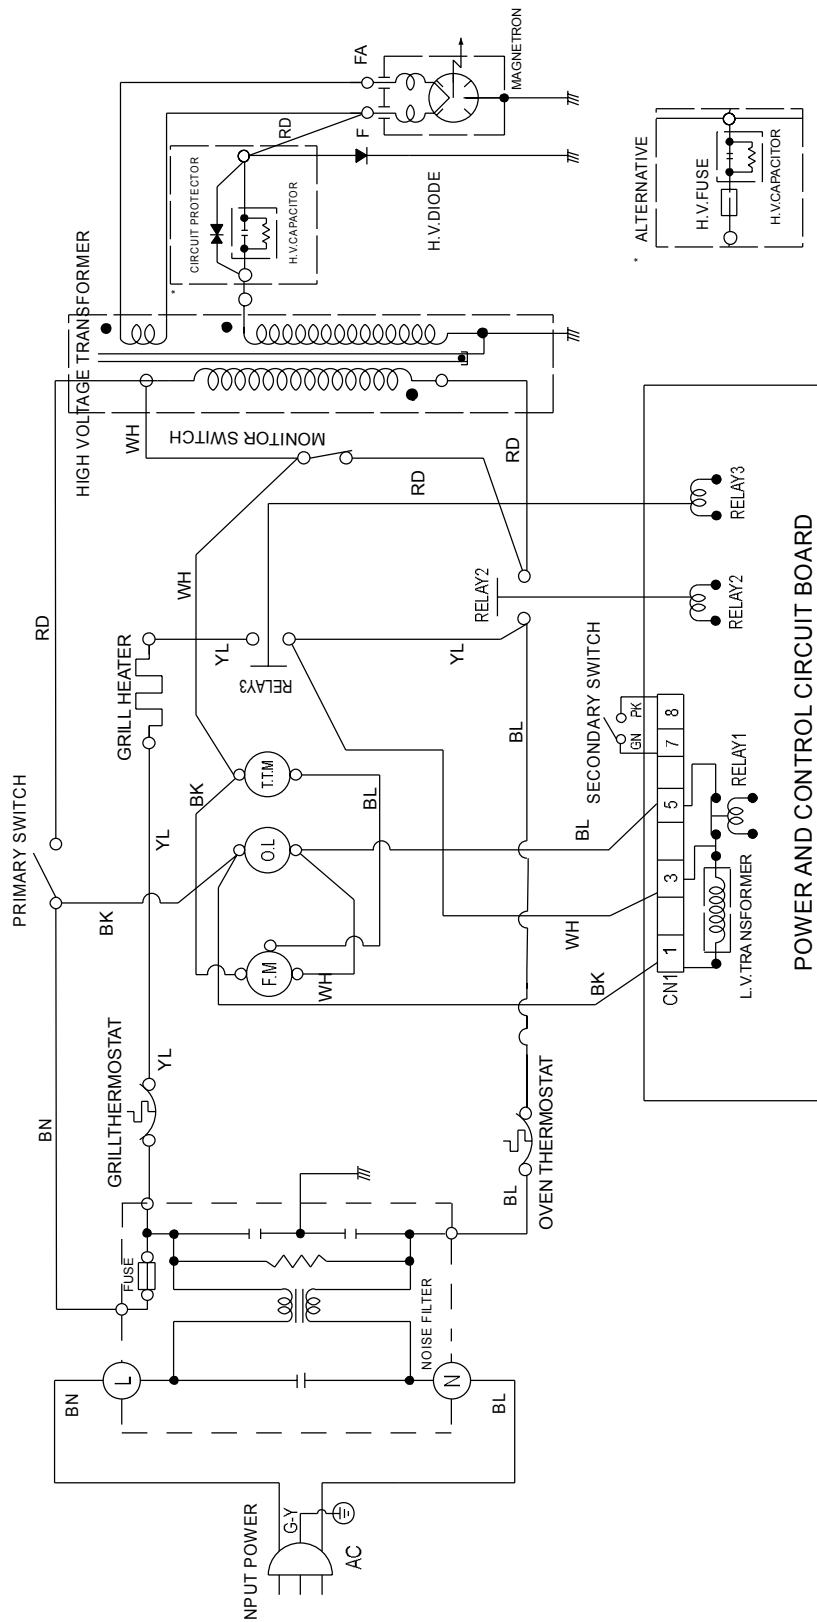 NPUT POWER
AC
G-Y
BN
BL
L
N
NOISE FILTER
FUSE
BN
GRILLTHERMOSTAT
YL
BL
OVEN THERMOSTAT
PRIMARY SWITCH
BK
YL
F.M
WH
O.L
T.T.M
BK
BL
BK
WH
BL
BL
GRILL HEATER
YL
RELAY3
YL
WH
RD
RELAY2
RD
RD
MONITOR SWITCH
WH
HIGH VOLTAGE TRANSFORMER
*
CIRCUIT PROTECTOR
H.V.CAPACITOR
RD
F
FA
MAGNETRON
H.V.DIODE
* ALTERNATIVE
H.V.FUSE
H.V.CAPACITOR
SECONDARY SWITCH
GN
PK
CN1
1
3
5
7
8
L.V.TRANSFORMER
RELAY1
RELAY2
RELAY3
POWER AND CONTROL CIRCUIT BOARD